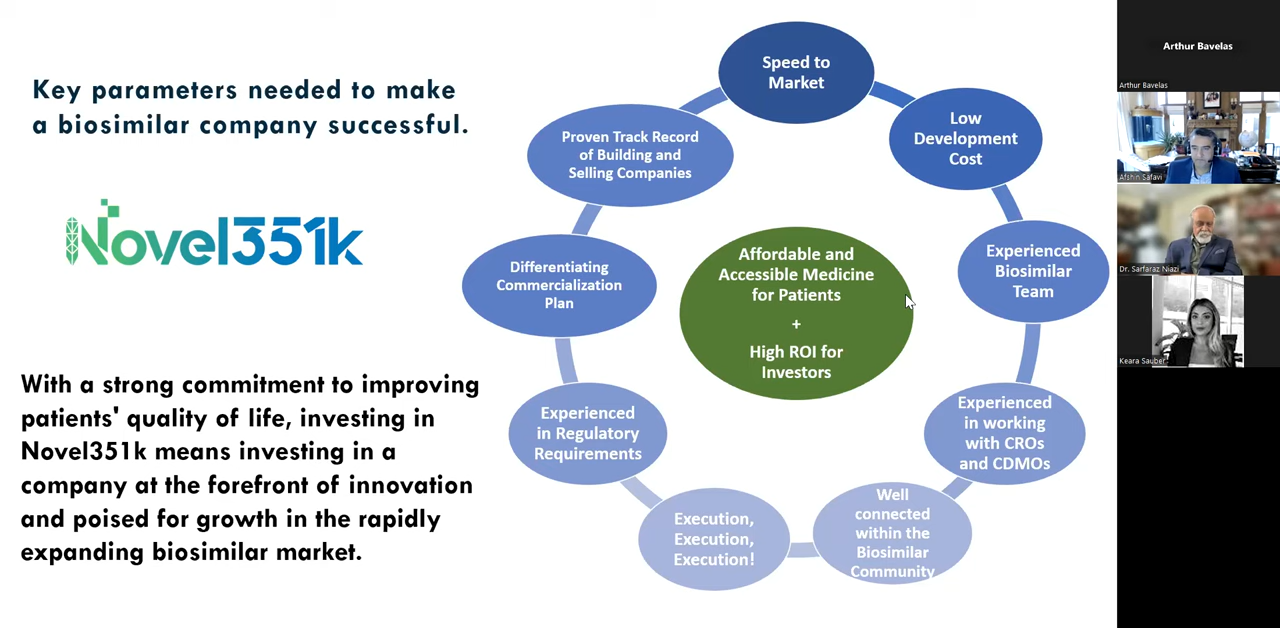 Key parameters needed to make
a biosimilar company successful.
Novel351k
With a strong commitment to improving
patients' quality of life, investing in
Novel351k means investing in a
company at the forefront of innovation
and poised for growth in the rapidly
expanding biosimilar market.
Speed to
Market
Low
Development
Cost
Experienced
Biosimilar
Team
Experienced
in working
with CROs
and CDMOs
Well
connected
within the
Biosimilar
Community
Execution,
Execution,
Execution!
Experienced
in Regulatory
Requirements
Differentiating
Commercialization
Plan
Proven Track Record
of Building and
Selling Companies
Affordable and
Accessible Medicine
for Patients
+
High ROI for
Investors
Arthur Bavelas
Arthur Bavelas
Afshin Safavi
Dr. Sarfaraz Niazi
Keara Sauber